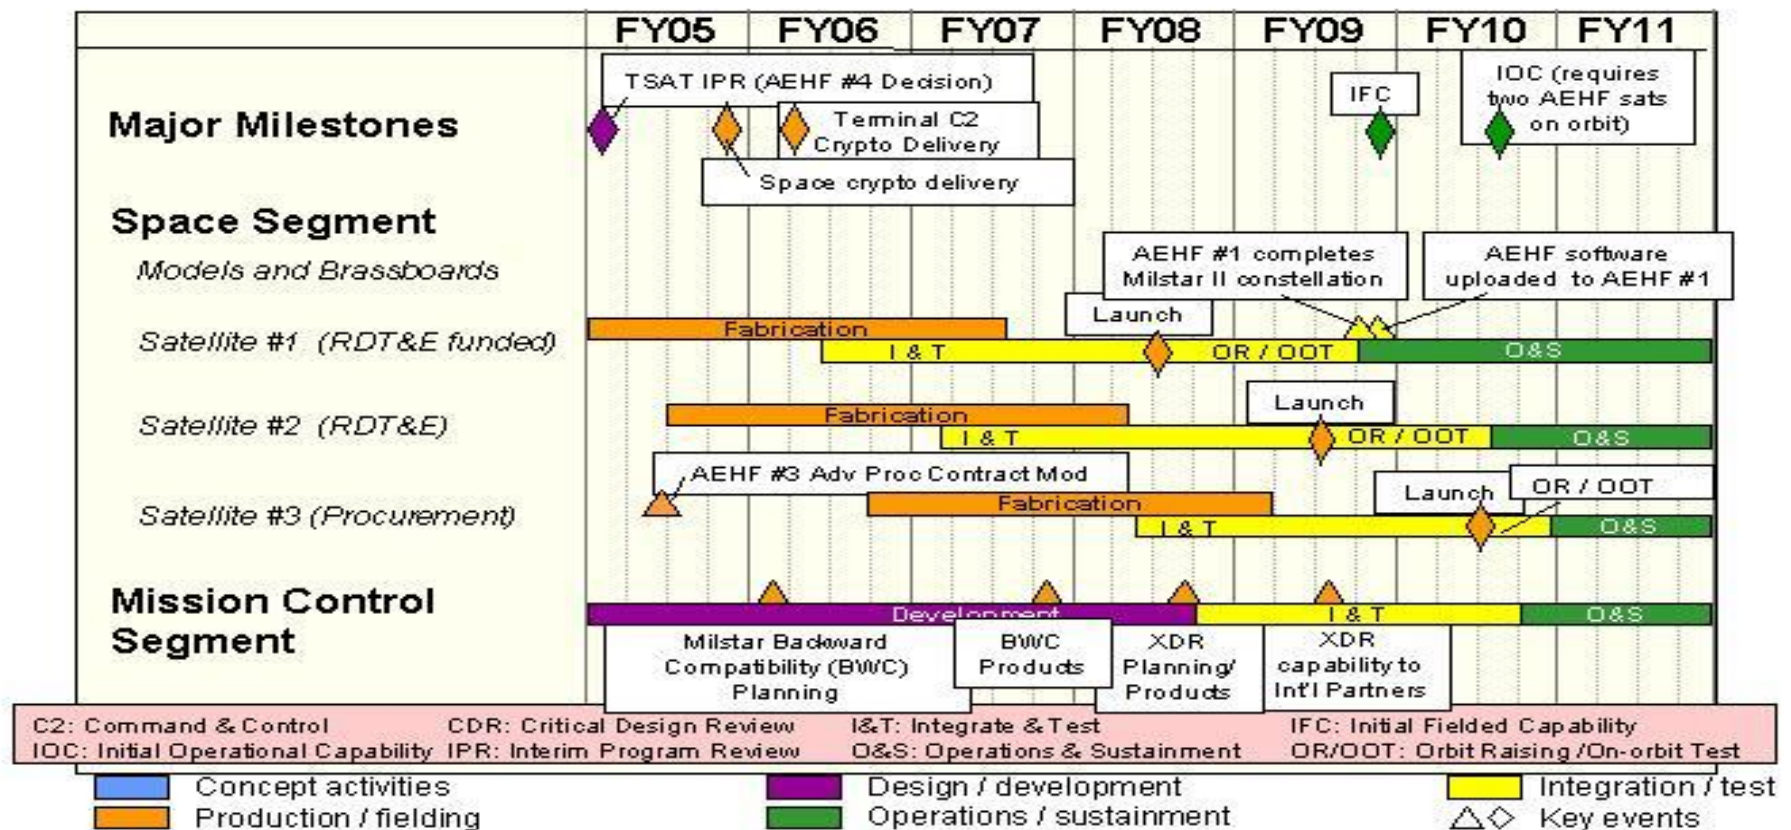 FY05 FY06 FY07 FY08 FY09 FY10 FY11
Major Milestones
TSAT IPR (AEHF #4 Decision)
Terminal C2
Crypto Delivery
Space crypto delivery
IFC
IOC (requires
two AEHF sats
on orbit)
Space Segment
Models and Brassboards
AEHF #1 completes
Milstar II constellation
AEHF software
uploaded to AEHF #1
Satellite #1 (RDT&E funded)
Fabrication
Launch
I & T
OR / OOT
O&S
Satellite #2 (RDT&E)
Fabrication
Launch
I & T
OR / OOT
O&S
AEHF #3 Adv Proc Contract Mod
Satellite #3 (Procurement)
Fabrication
Launch
OR / OOT
I & T
O&S
Mission Control
Segment
Development
I & T
O&S
Milstar Backward
Compatibility (BWC)
Planning
BWC
Products
XDR
Planning/
Products
XDR
capability to
Int'l Partners
C2: Command & Control CDR: Critical Design Review I&T: Integrate & Test IFC: Initial Fielded Capability
IOC: Initial Operational Capability IPR: Interim Program Review O&S: Operations & Sustainment OR/OOT: Orbit Raising /On-orbit Test
Concept activities Design / development Integration / test
Production / fielding Operations / sustainment Key events